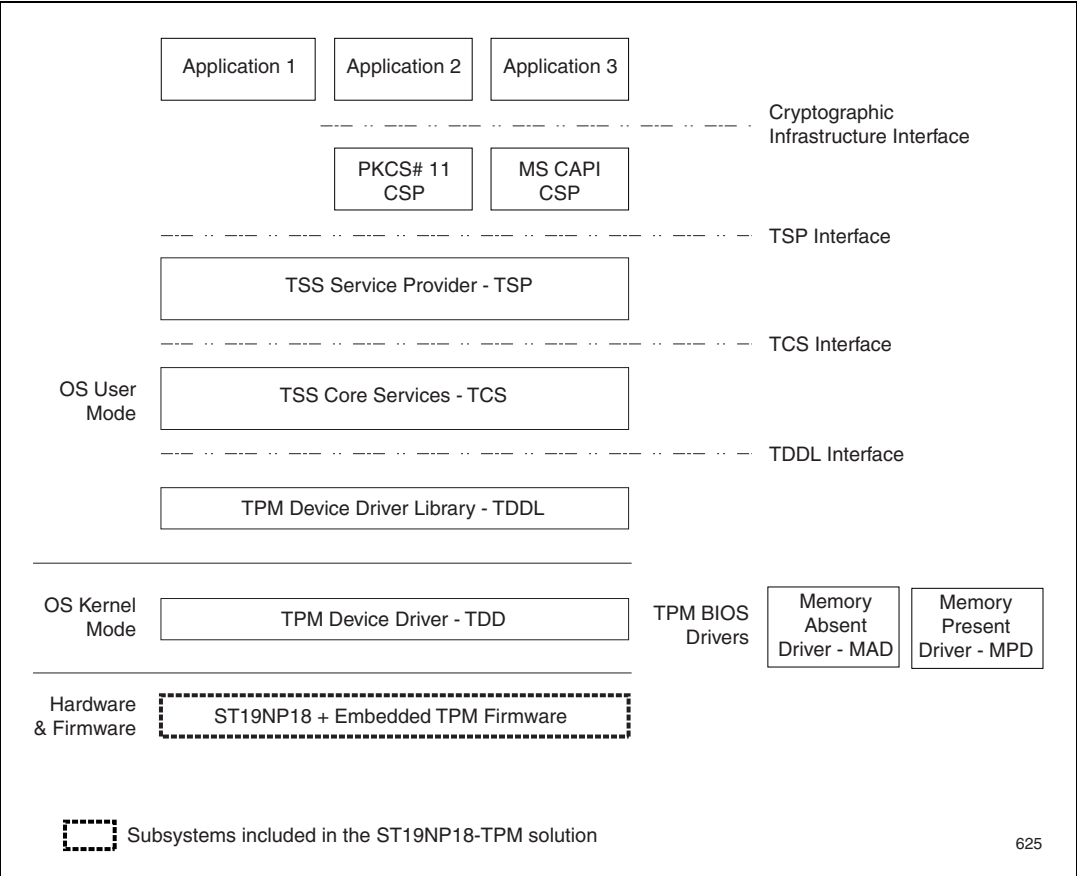 Application 1
Application 2
Application 3
Cryptographic
Infrastructure Interface
PKCS# 11
CSP
MS CAPI
CSP
TSP Interface
TSS Service Provider - TSP
TCS Interface
OS User
Mode
TSS Core Services - TCS
TDDL Interface
TPM Device Driver Library - TDDL
OS Kernel
Mode
TPM Device Driver - TDD
TPM BIOS
Drivers
Memory
Absent
Driver - MAD
Memory
Present
Driver - MPD
Hardware
& Firmware
ST19NP18 + Embedded TPM Firmware
Subsystems included in the ST19NP18-TPM solution
625